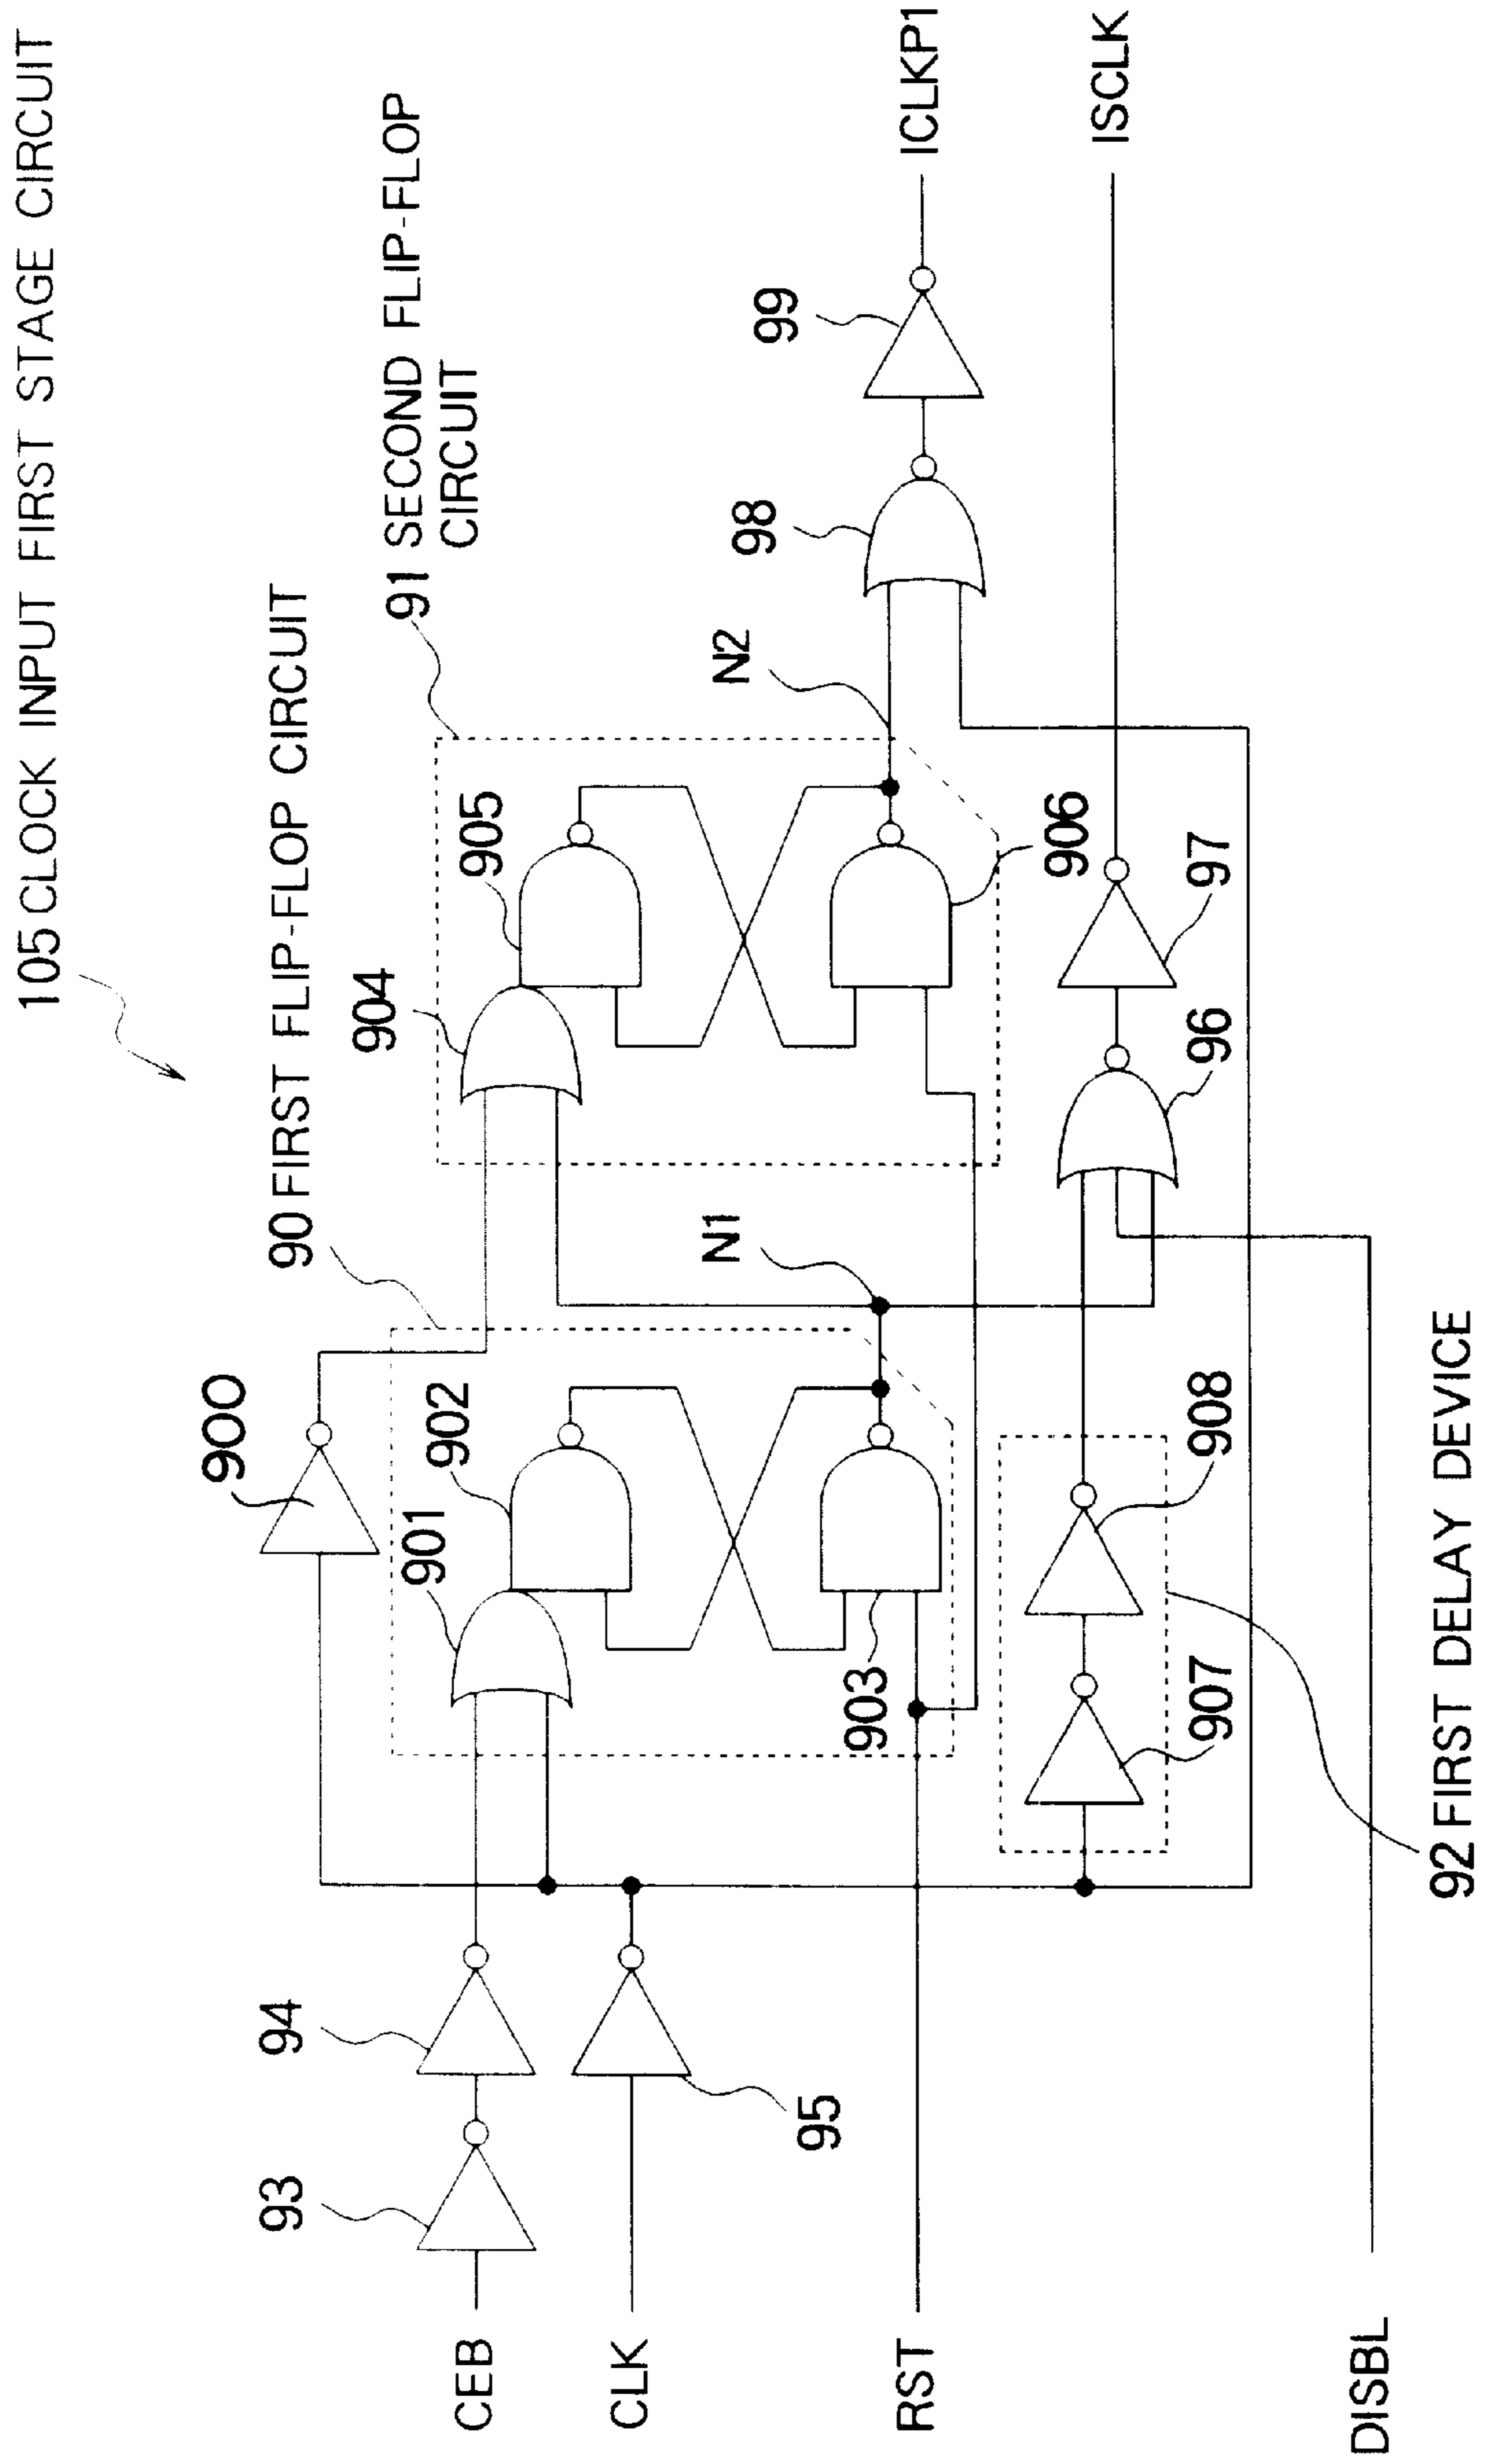 105 CLOCK INPUT FIRST STAGE CIRCUIT
90 FIRST FLIP-FLOP CIRCUIT
91 SECOND FLIP-FLOP
CIRCUIT
900
904
905
901
902
93
94
N1
N2
98
99
CEB
CLK
95
903
906
ICLKP1
RST
907
908
96
97
ISCLK
DISBL
92 FIRST DELAY DEVICE